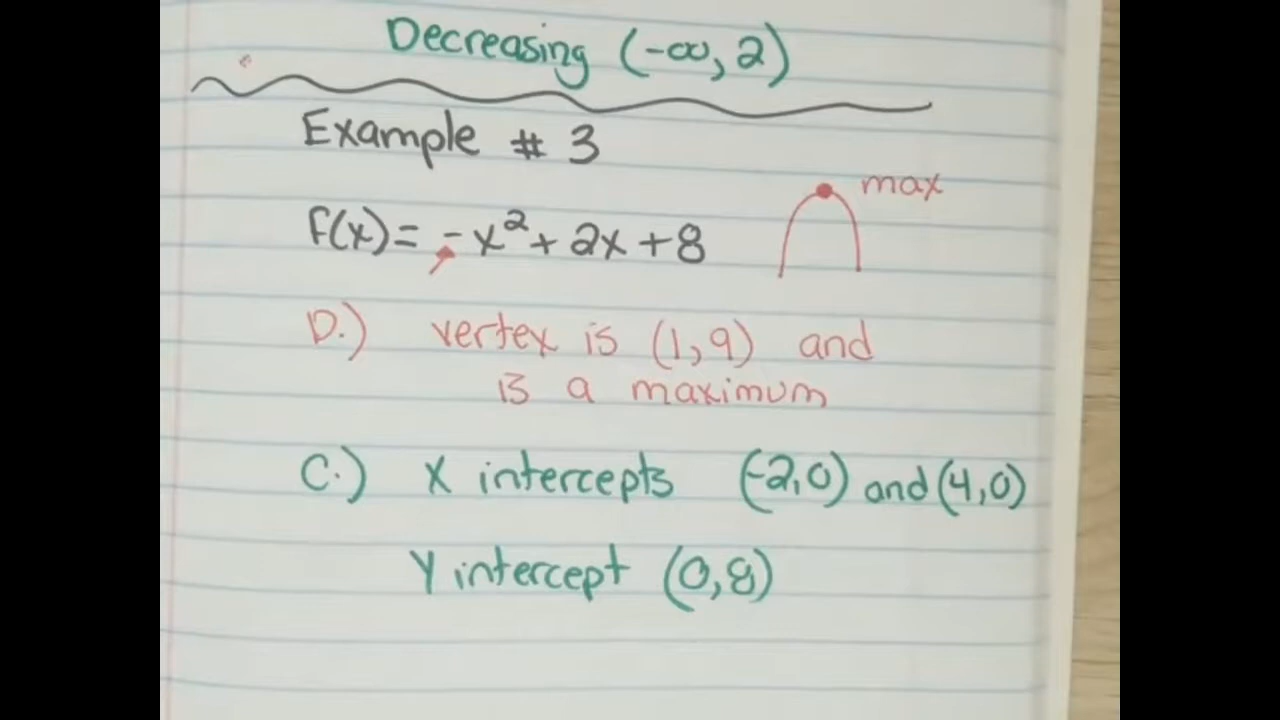 Decreasing (-∞, 2)
Example # 3
f(x) = -x² + 2x + 8
max
D.) vertex is (1, 9) and
is a maximum
C.) X intercepts (-2,0) and (4,0)
Y intercept (0,8)